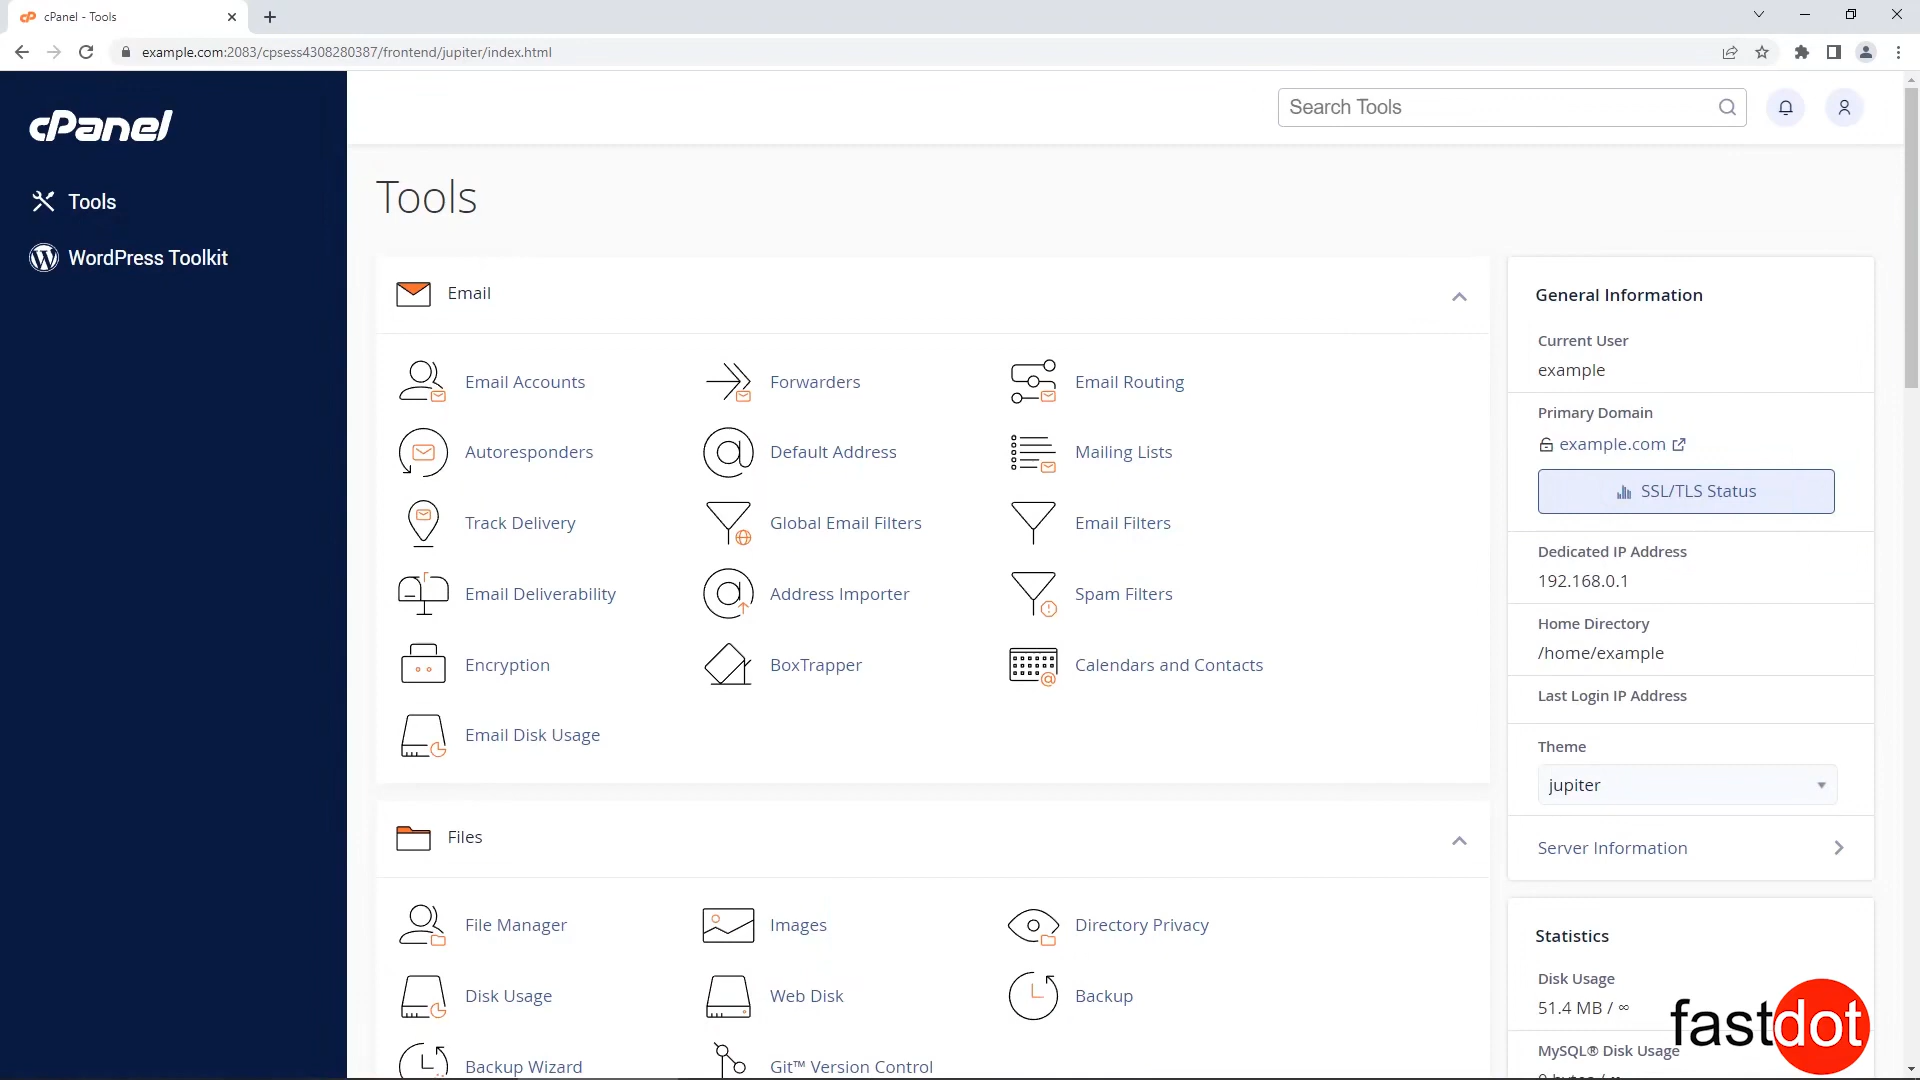 cPanel - Tools
example.com:2083/cpsess4308280387/frontend/jupiter/index.html
cPanel
Search Tools
Tools
WordPress Toolkit
Tools
Email
Email Accounts
Forwarders
Email Routing
Autoresponders
Default Address
Mailing Lists
Track Delivery
Global Email Filters
Email Filters
Email Deliverability
Address Importer
Spam Filters
Encryption
BoxTrapper
Calendars and Contacts
Email Disk Usage
Files
File Manager
Images
Directory Privacy
Disk Usage
Web Disk
Backup
Backup Wizard
Git™ Version Control
General Information
Current User
example
Primary Domain
example.com
SSL/TLS Status
Dedicated IP Address
192.168.0.1
Home Directory
/home/example
Last Login IP Address
Theme
jupiter
Server Information
Statistics
Disk Usage
51.4 MB / ∞
MySQL® Disk Usage
fastdot